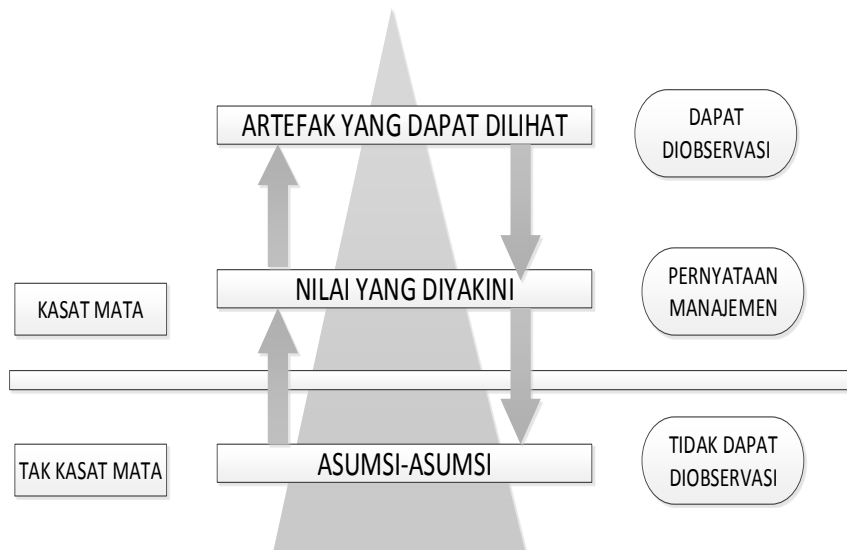 ARTEFAK YANG DAPAT DILIHAT
DAPAT
DIOBSERVASI
NILAI YANG DIYAKINI
PERNYATAAN
MANAJEMEN
KASAT MATA
ASUMSI-ASUMSI
TIDAK DAPAT
DIOBSERVASI
TAK KASAT MATA